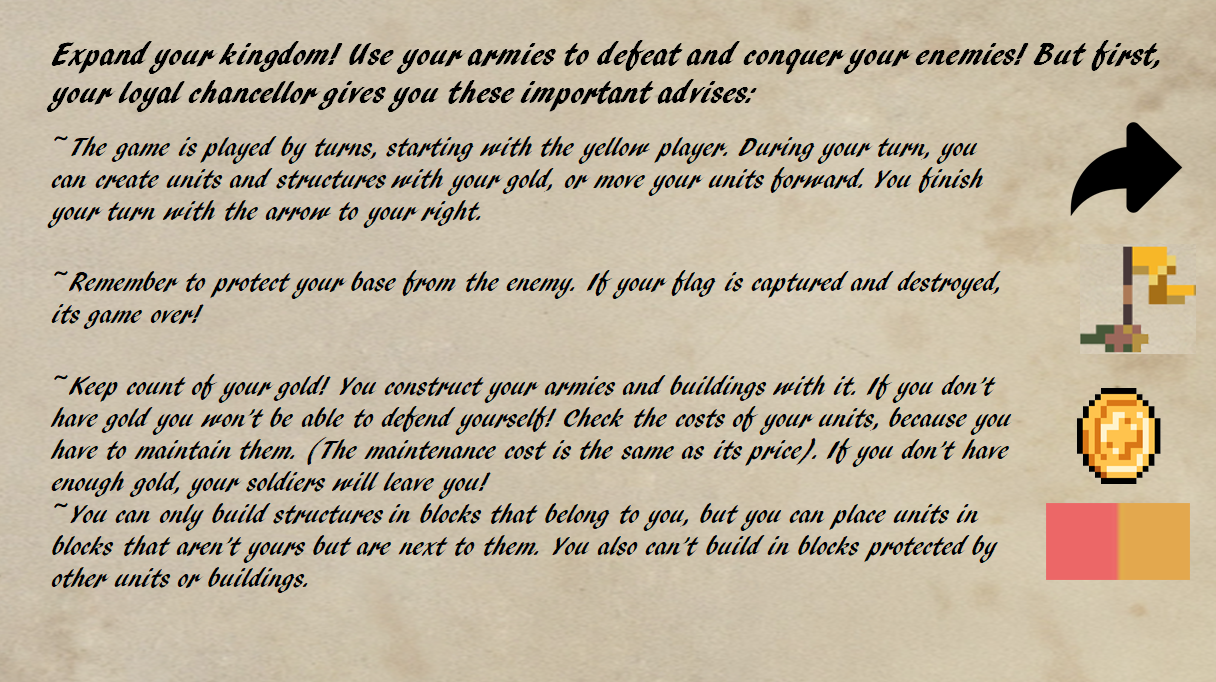 Expand your kingdom! Use your armies to defeat and conquer your enemies! But first,
your loyal chancellor gives you these important advises:
~The game is played by turns, starting with the yellow player. During your turn, you
can create units and structures with your gold, or move your units forward. You finish
your turn with the arrow to your right.
~Remember to protect your base from the enemy. If your flag is captured and destroyed,
its game over!
~Keep count of your gold! You construct your armies and buildings with it. If you don't
have gold you won't be able to defend yourself! Check the costs of your units, because you
have to maintain them. (The maintenance cost is the same as its price). If you don't have
enough gold, your soldiers will leave you!
~You can only build structures in blocks that belong to you, but you can place units in
blocks that aren't yours but are next to them. You also can't build in blocks protected by
other units or buildings.